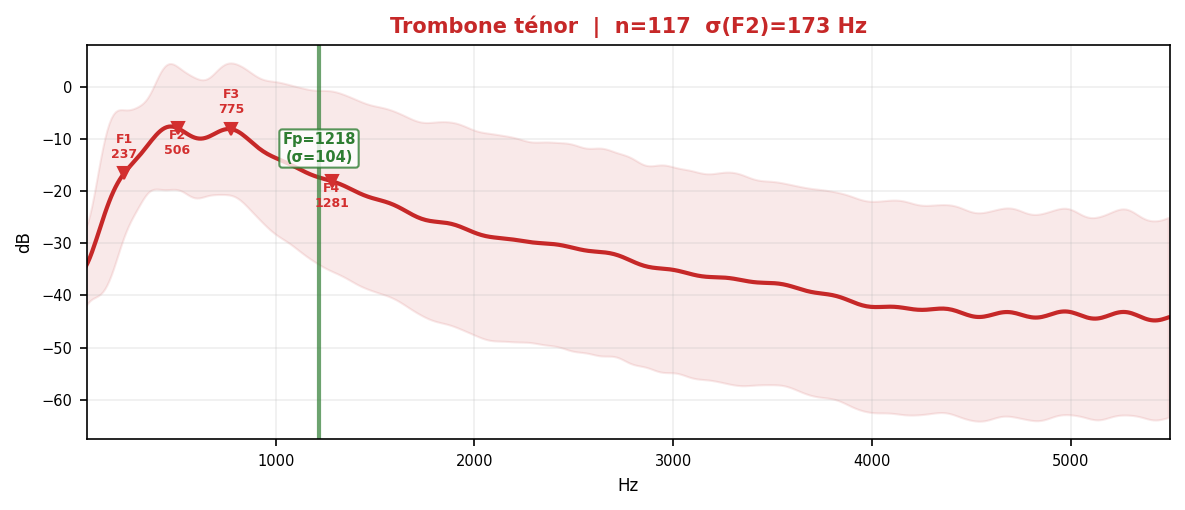 Trombone ténor | n=117 σ(F2)=173 Hz
0
−10
−20
−30
−40
−50
−60
dB
F1
237
F2
506
F3
775
Fp=1218
(σ=104)
F4
1281
1000
2000
3000
4000
5000
Hz